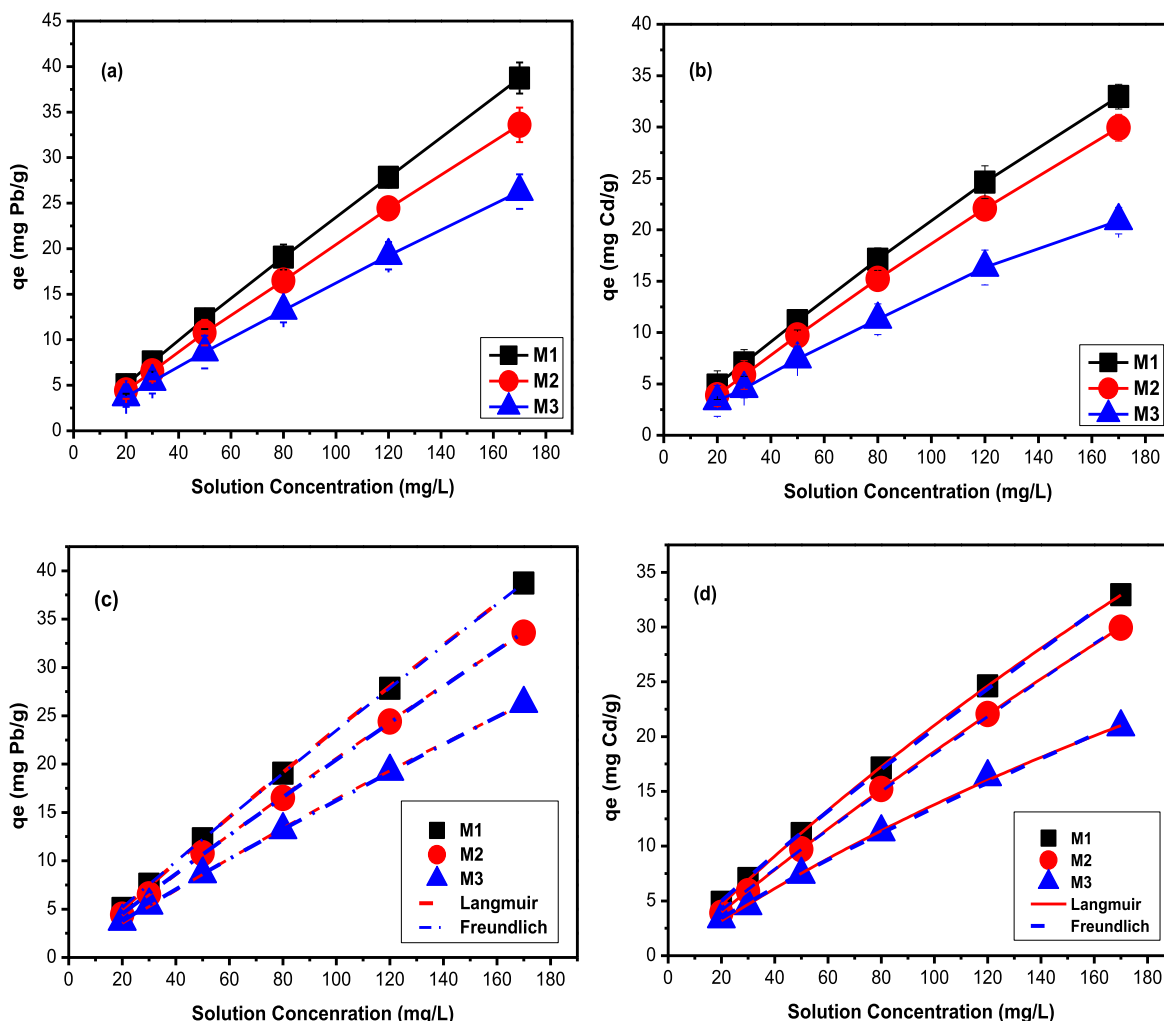 (a)
qe (mg Pb/g)
45
40
35
30
25
20
15
10
5
0
M1
M2
M3
0 20 40 60 80 100 120 140 160 180
Solution Concentration (mg/L)
(b)
qe (mg Cd/g)
40
35
30
25
20
15
10
5
0
M1
M2
M3
0 20 40 60 80 100 120 140 160 180
Solution Concentration (mg/L)
(c)
qe (mg Pb/g)
40
35
30
25
20
15
10
5
0
M1
M2
M3
Langmuir
Freundlich
0 20 40 60 80 100 120 140 160 180
Solution Concenration (mg/L)
(d)
qe (mg Cd/g)
35
30
25
20
15
10
5
0
M1
M2
M3
Langmuir
Freundlich
0 20 40 60 80 100 120 140 160 180
Solution Concenration (mg/L)